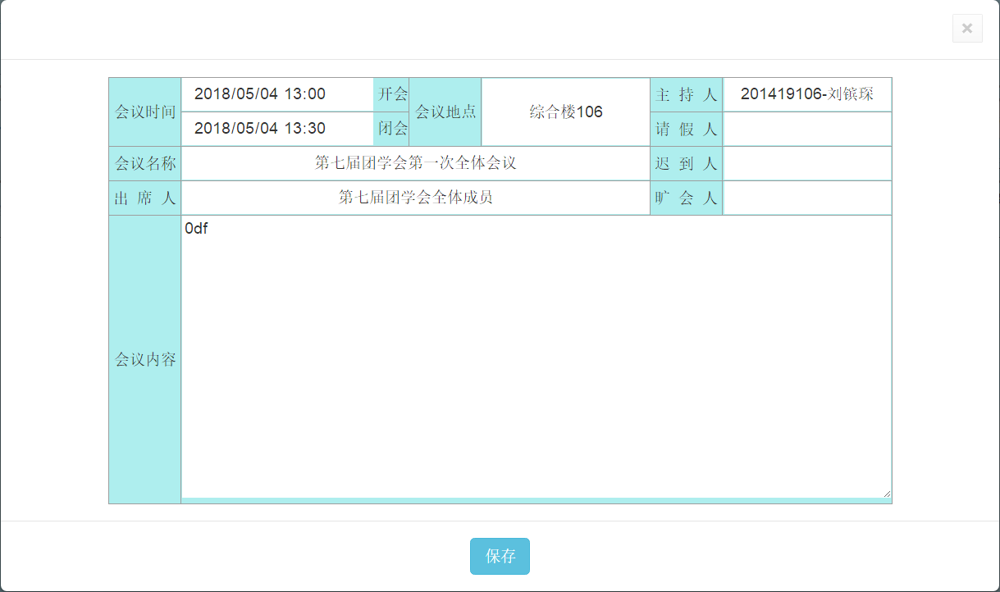 ×
会议时间 2018/05/04 13:00 开会 会议地点 综合楼106 主 持 人 201419106-刘镔琛
2018/05/04 13:30 闭会 请 假 人
会议名称 第七届团学会第一次全体会议 迟 到 人
出 席 人 第七届团学会全体成员 旷 会 人
会议内容 0df
保存